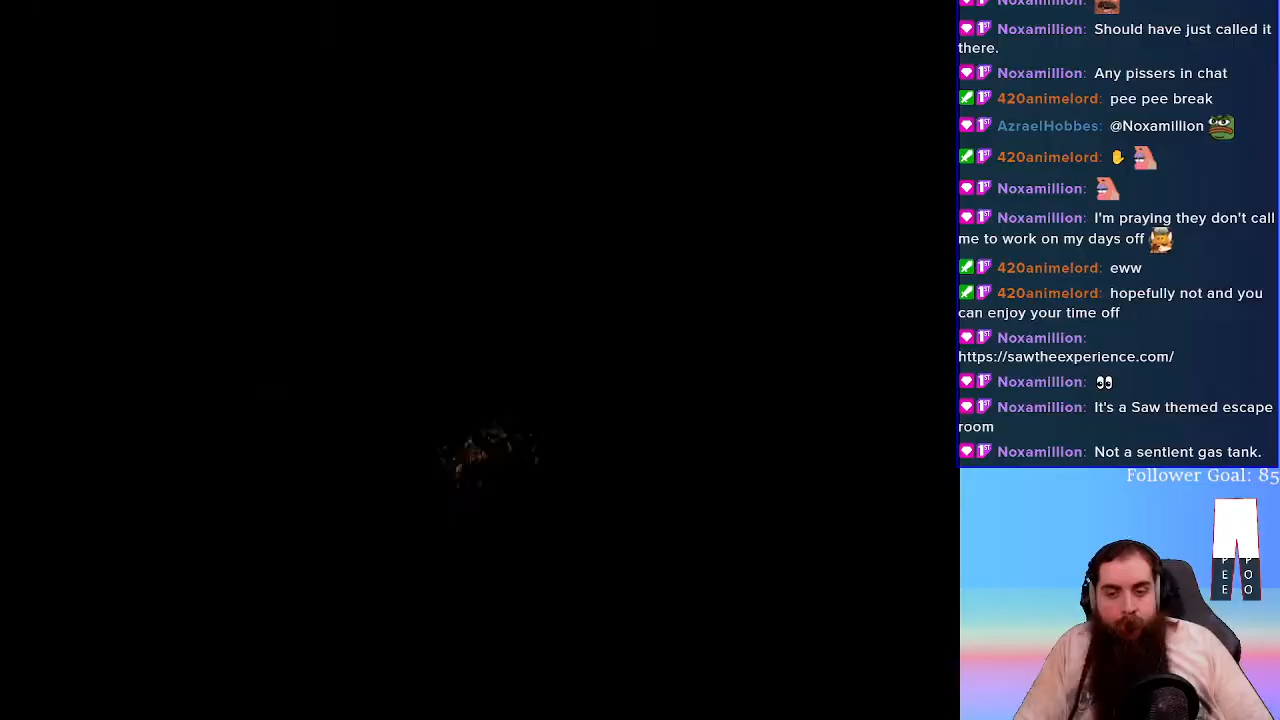 Noxamillion:
Noxamillion: Should have just called it
there.
Noxamillion: Any pissers in chat
420animelord: pee pee break
AzraelHobbes: @Noxamillion
420animelord:
Noxamillion:
Noxamillion: I'm praying they don't call
me to work on my days off
420animelord: eww
420animelord: hopefully not and you
can enjoy your time off
Noxamillion:
https://sawtheexperience.com/
Noxamillion:
Noxamillion: It's a Saw themed escape
room
Noxamillion: Not a sentient gas tank.
Follower Goal: 85
PEE
POO